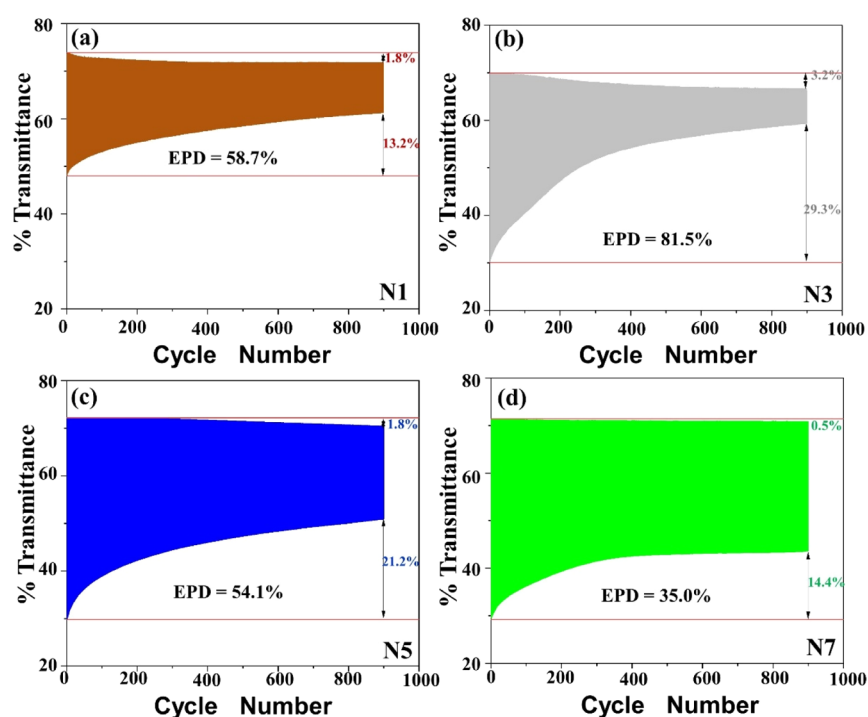 (a)
80
60
40
20
% Transmittance
1.8%
13.2%
EPD = 58.7%
N1
0 200 400 600 800 1000
Cycle Number
(b)
80
60
40
20
% Transmittance
3.2%
29.3%
EPD = 81.5%
N3
0 200 400 600 800 1000
Cycle Number
(c)
80
60
40
20
% Transmittance
1.8%
21.2%
EPD = 54.1%
N5
0 200 400 600 800 1000
Cycle Number
(d)
80
60
40
20
% Transmittance
0.5%
14.4%
EPD = 35.0%
N7
0 200 400 600 800 1000
Cycle Number